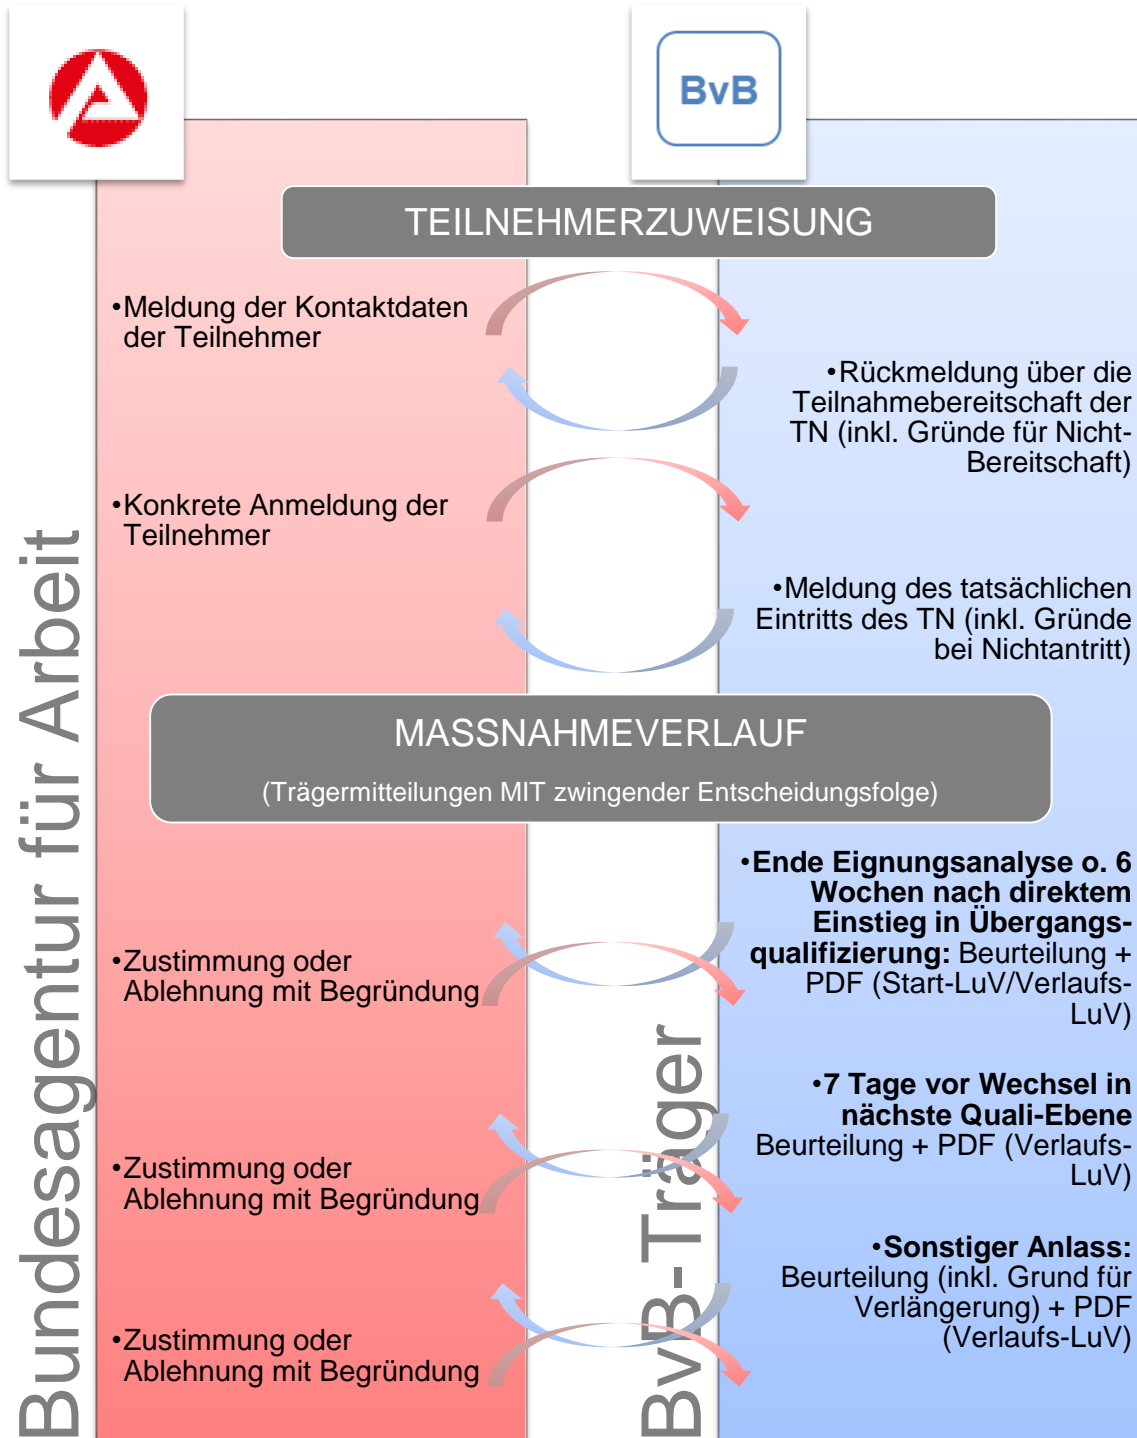 BvB
TEILNEHMERZUWEISUNG
•Meldung der Kontaktdaten
der Teilnehmer
•Rückmeldung über die
Teilnahmebereitschaft der
TN (inkl. Gründe für Nicht-
Bereitschaft)
•Konkrete Anmeldung der
Teilnehmer
•Meldung des tatsächlichen
Eintritts des TN (inkl. Gründe
bei Nichtantritt)
MASSNAHMEVERLAUF
(Trägermitteilungen MIT zwingender Entscheidungsfolge)
•Ende Eignungsanalyse o. 6
Wochen nach direktem
Einstieg in Übergangs-
qualifizierung: Beurteilung +
PDF (Start-LuV/Verlaufs-
LuV)
•Zustimmung oder
Ablehnung mit Begründung
•7 Tage vor Wechsel in
nächste Quali-Ebene
Beurteilung + PDF (Verlaufs-
LuV)
•Zustimmung oder
Ablehnung mit Begründung
•Sonstiger Anlass:
Beurteilung (inkl. Grund für
Verlängerung) + PDF
(Verlaufs-LuV)
•Zustimmung oder
Ablehnung mit Begründung
Bundesagentur für Arbeit
BvB-Träger